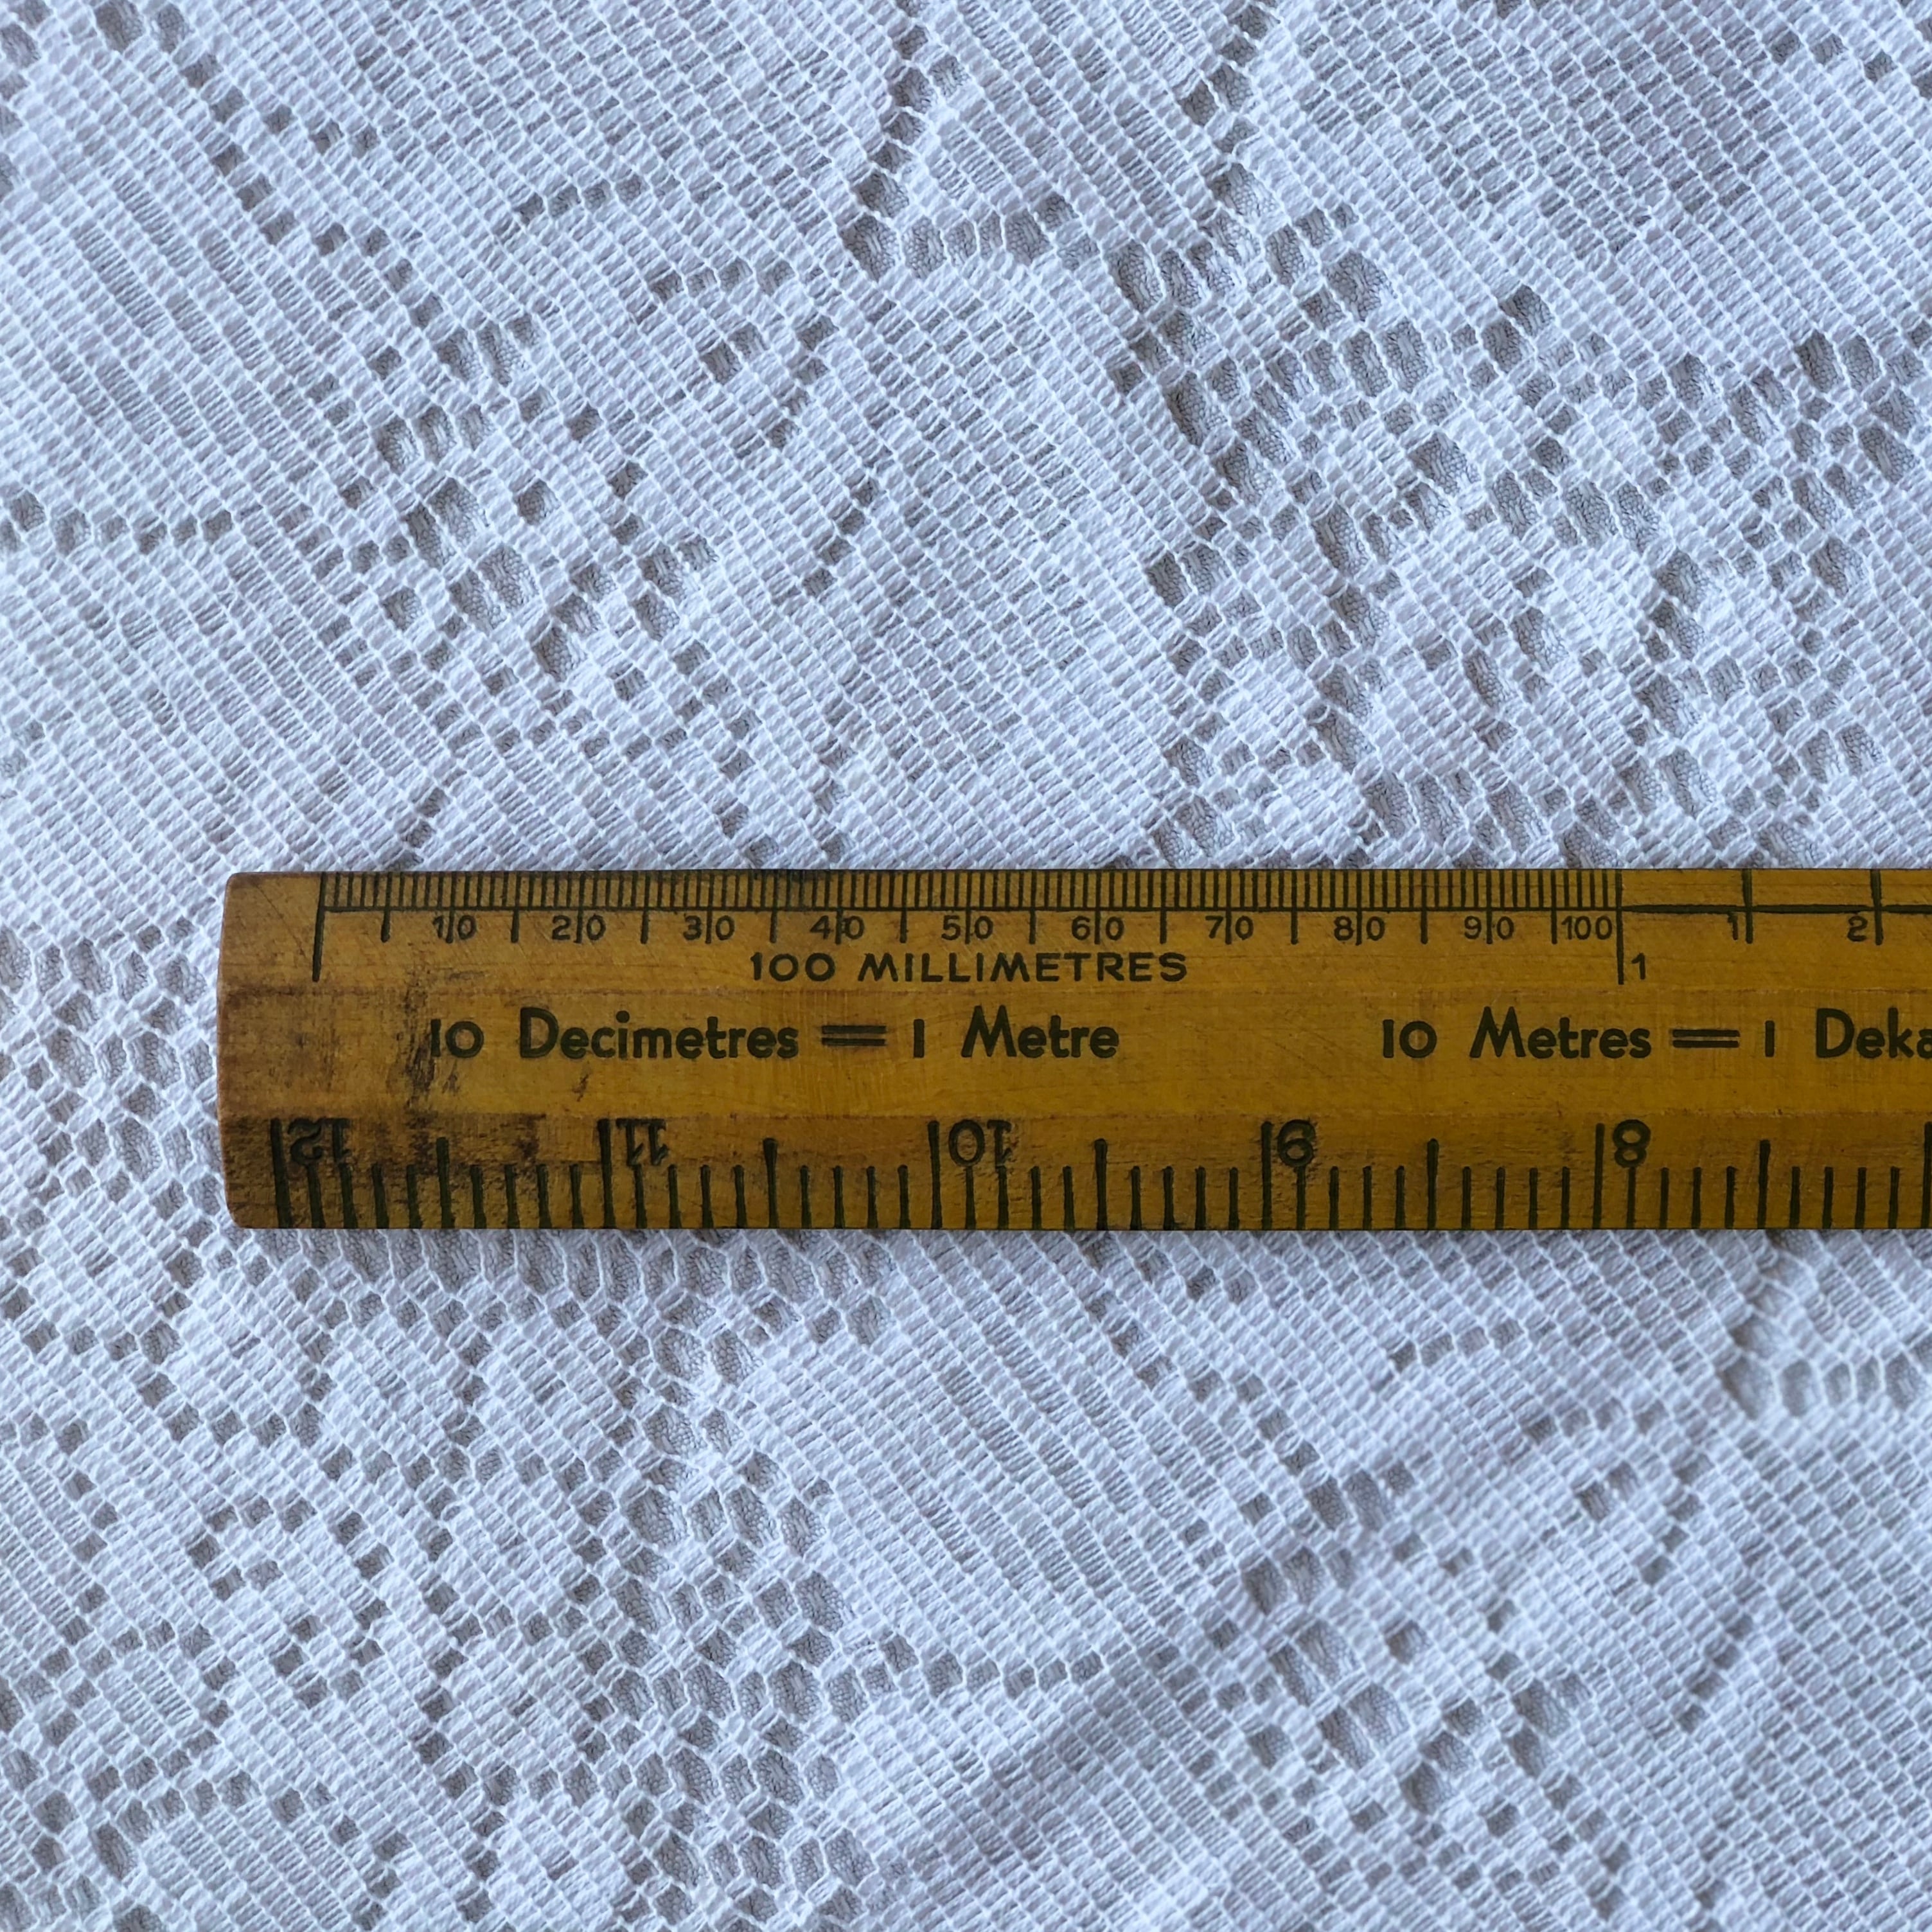 10 20 30 40 50 60 70 80 90 100 1 2
100 MILLIMETRES 1
10 Decimetres = 1 Metre 10 Metres = 1 Deka
12 11 10 9 8